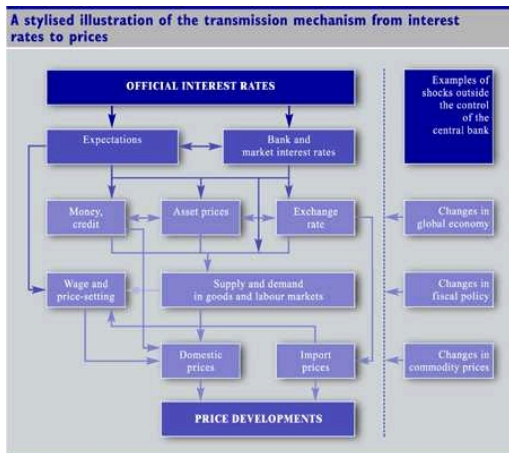 A stylised illustration of the transmission mechanism from interest
rates to prices
OFFICIAL INTEREST RATES
Examples of
shocks outside
the control
of the
central bank
Expectations
Bank and
market interest rates
Money,
credit
Asset prices
Exchange
rate
Changes in
global economy
Wage and
price-setting
Supply and demand
in goods and labour markets
Changes in
fiscal policy
Domestic
prices
Import
prices
Changes in
commodity prices
PRICE DEVELOPMENTS